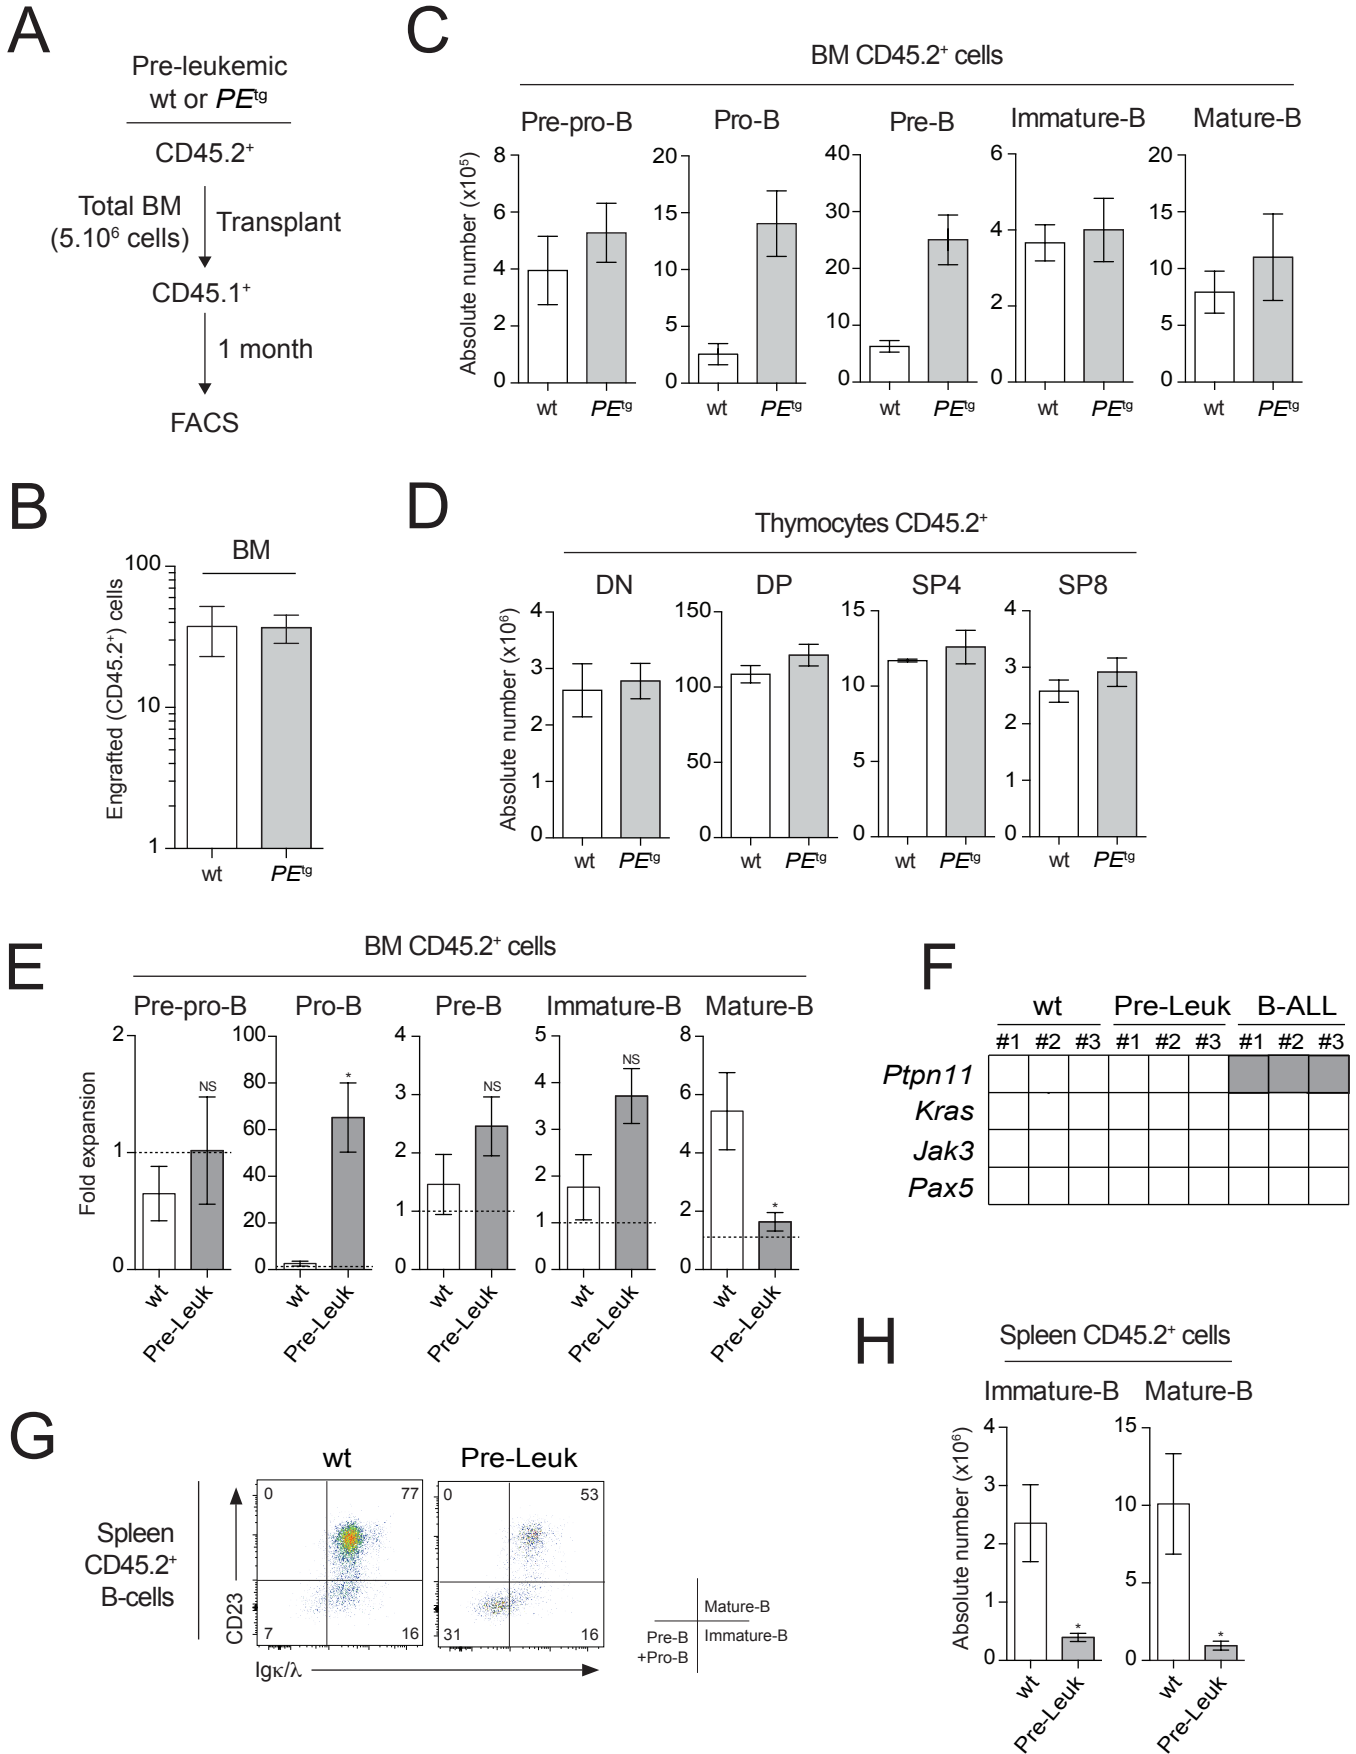 A
Pre-leukemic
wt or PEtg
CD45.2+
Total BM
(5.10⁶ cells)
Transplant
CD45.1+
1 month
FACS
B
BM
Engrafted (CD45.2+) cells
100
10
1
wt PEtg
C
BM CD45.2+ cells
Pre-pro-B Pro-B Pre-B Immature-B Mature-B
Absolute number (x10⁵)
8 6 4 2 0
wt PEtg
20 15 10 5 0
wt PEtg
40 30 20 10 0
wt PEtg
6 4 2 0
wt PEtg
20 15 10 5 0
wt PEtg
D
Thymocytes CD45.2+
DN DP SP4 SP8
Absolute number (x10⁶)
4 3 2 1 0
wt PEtg
150 100 50 0
wt PEtg
15 10 5 0
wt PEtg
4 3 2 1 0
wt PEtg
E
BM CD45.2+ cells
Pre-pro-B Pro-B Pre-B Immature-B Mature-B
Fold expansion
2 1 0
NS
wt Pre-Leuk
100 80 60 40 20 0
*
wt Pre-Leuk
4 3 2 1 0
NS
wt Pre-Leuk
5 4 3 2 1 0
NS
wt Pre-Leuk
8 6 4 2 0
*
wt Pre-Leuk
F
wt Pre-Leuk B-ALL
#1 #2 #3 #1 #2 #3 #1 #2 #3
Ptpn11
Kras
Jak3
Pax5
G
wt Pre-Leuk
Spleen
CD45.2+
B-cells
CD23
0 77
7 16
0 53
31 16
Igκ/λ
Mature-B
Pre-B
+Pro-B
Immature-B
H
Spleen CD45.2+ cells
Immature-B Mature-B
Absolute number (x10⁶)
4 3 2 1 0
*
wt Pre-Leuk
15 10 5 0
*
wt Pre-Leuk